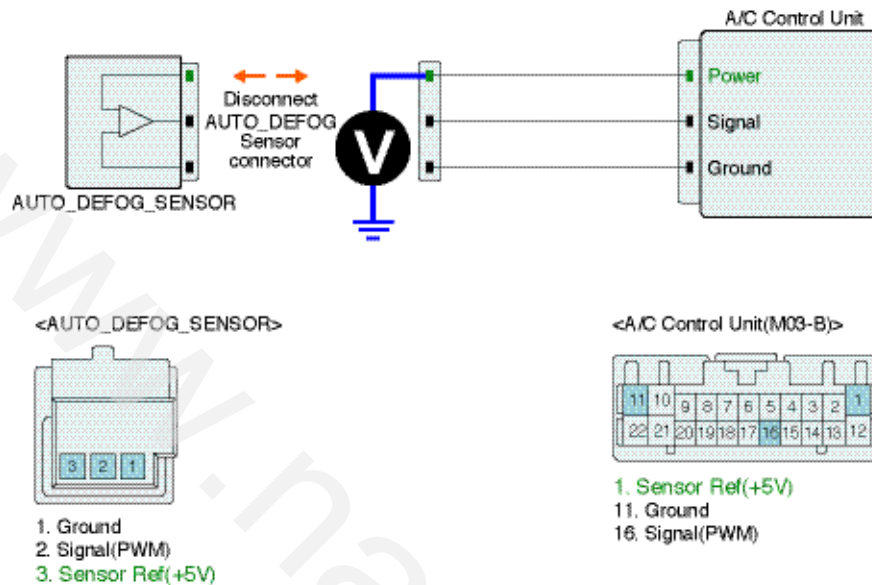 A/C Control Unit
Disconnect
AUTO_DEFOG
Sensor
connector
V
Power
Signal
Ground
AUTO_DEFOG_SENSOR
<AUTO_DEFOG_SENSOR>
3 2 1
1. Ground
2. Signal(PWM)
3. Sensor Ref(+5V)
<A/C Control Unit(M03-B)>
11 10 9 8 7 6 5 4 3 2 1
22 21 20 19 18 17 16 15 14 13 12
1. Sensor Ref(+5V)
11. Ground
16. Signal(PWM)
www.na